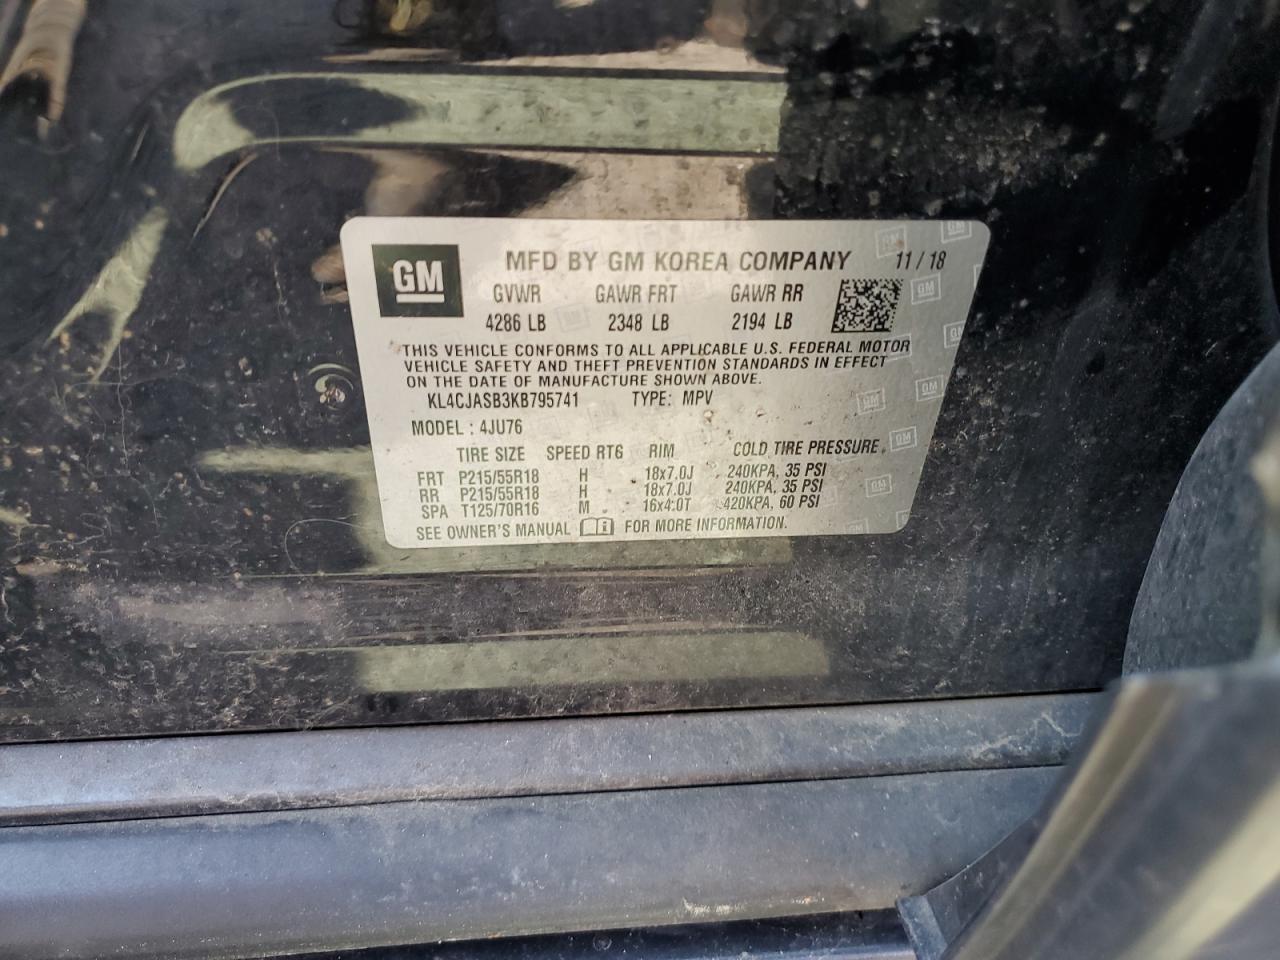 GM MFD BY GM KOREA COMPANY 11 / 18
GVWR GAWR FRT GAWR RR
4286 LB 2348 LB 2194 LB
THIS VEHICLE CONFORMS TO ALL APPLICABLE U.S. FEDERAL MOTOR
VEHICLE SAFETY AND THEFT PREVENTION STANDARDS IN EFFECT
ON THE DATE OF MANUFACTURE SHOWN ABOVE.
KL4CJASB3KB795741 TYPE: MPV
MODEL : 4JU76
TIRE SIZE SPEED RTG RIM COLD TIRE PRESSURE
FRT P215/55R18 H 18x7.0J 240KPA, 35 PSI
RR P215/55R18 H 18x7.0J 240KPA, 35 PSI
SPA T125/70R16 M 16x4.0T 420KPA, 60 PSI
SEE OWNER'S MANUAL FOR MORE INFORMATION.